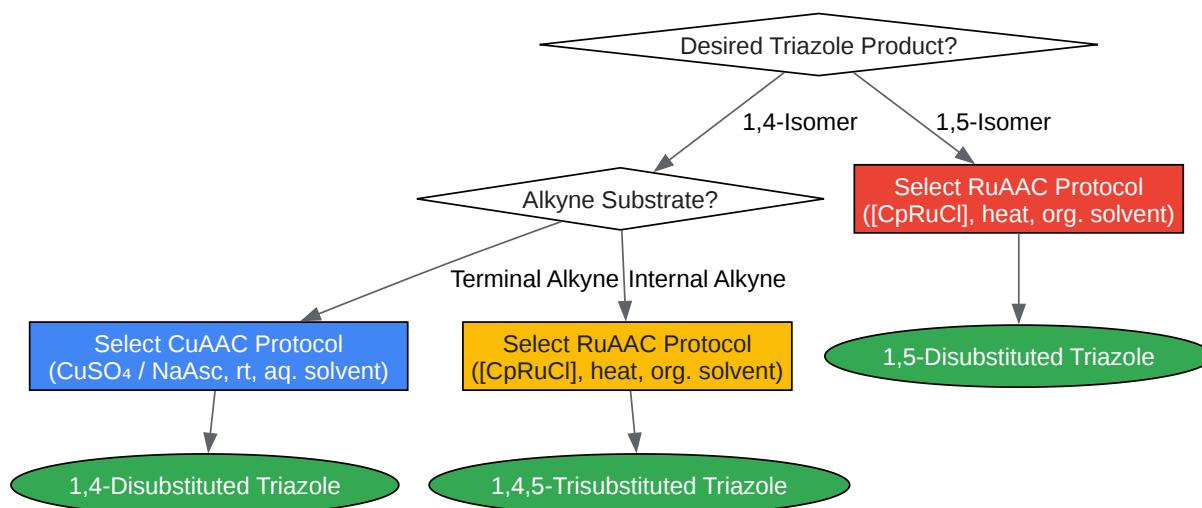 Desired Triazole Product?
1,4-Isomer
1,5-Isomer
Alkyne Substrate?
Select RuAAC Protocol
([CpRuCl], heat, org. solvent)
Terminal Alkyne
Internal Alkyne
Select CuAAC Protocol
(CuSO₄ / NaAsc, rt, aq. solvent)
Select RuAAC Protocol
([CpRuCl], heat, org. solvent)
1,5-Disubstituted Triazole
1,4-Disubstituted Triazole
1,4,5-Trisubstituted Triazole